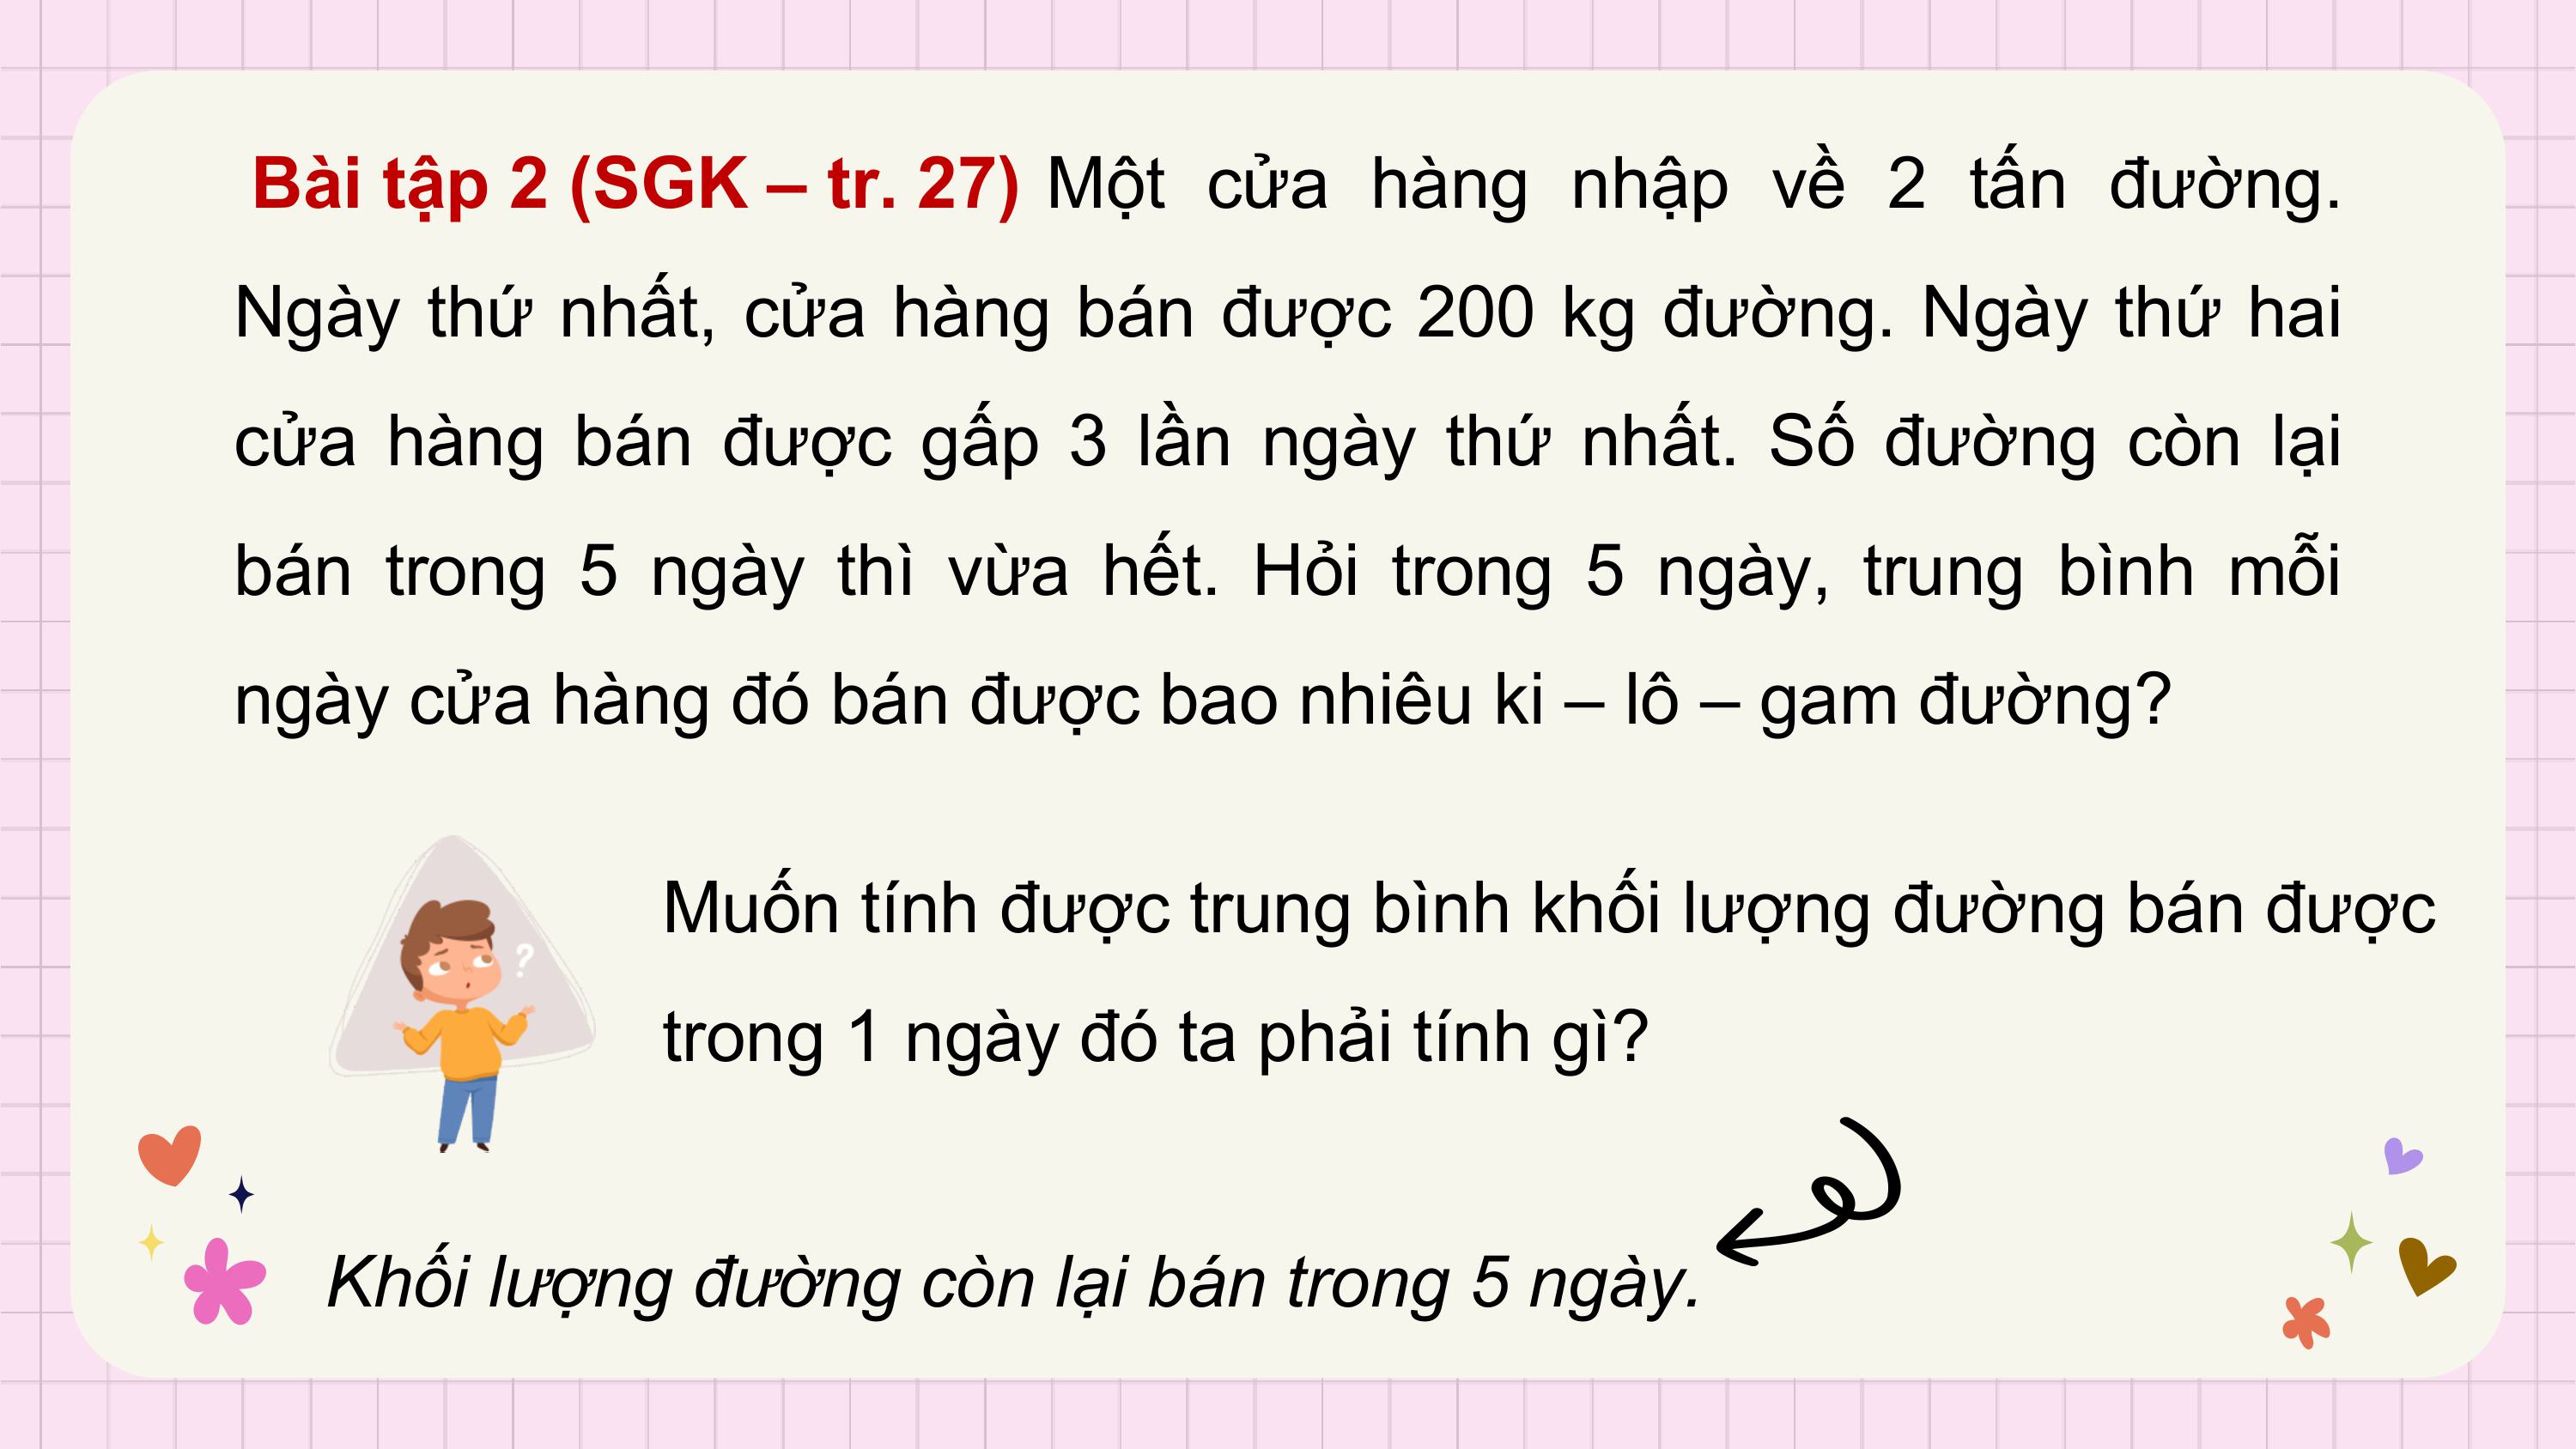 Bài tập 2 (SGK – tr. 27) Một cửa hàng nhập về 2 tấn đường.
Ngày thứ nhất, cửa hàng bán được 200 kg đường. Ngày thứ hai
cửa hàng bán được gấp 3 lần ngày thứ nhất. Số đường còn lại
bán trong 5 ngày thì vừa hết. Hỏi trong 5 ngày, trung bình mỗi
ngày cửa hàng đó bán được bao nhiêu ki – lô – gam đường?
?
Muốn tính được trung bình khối lượng đường bán được
trong 1 ngày đó ta phải tính gì?
Khối lượng đường còn lại bán trong 5 ngày.